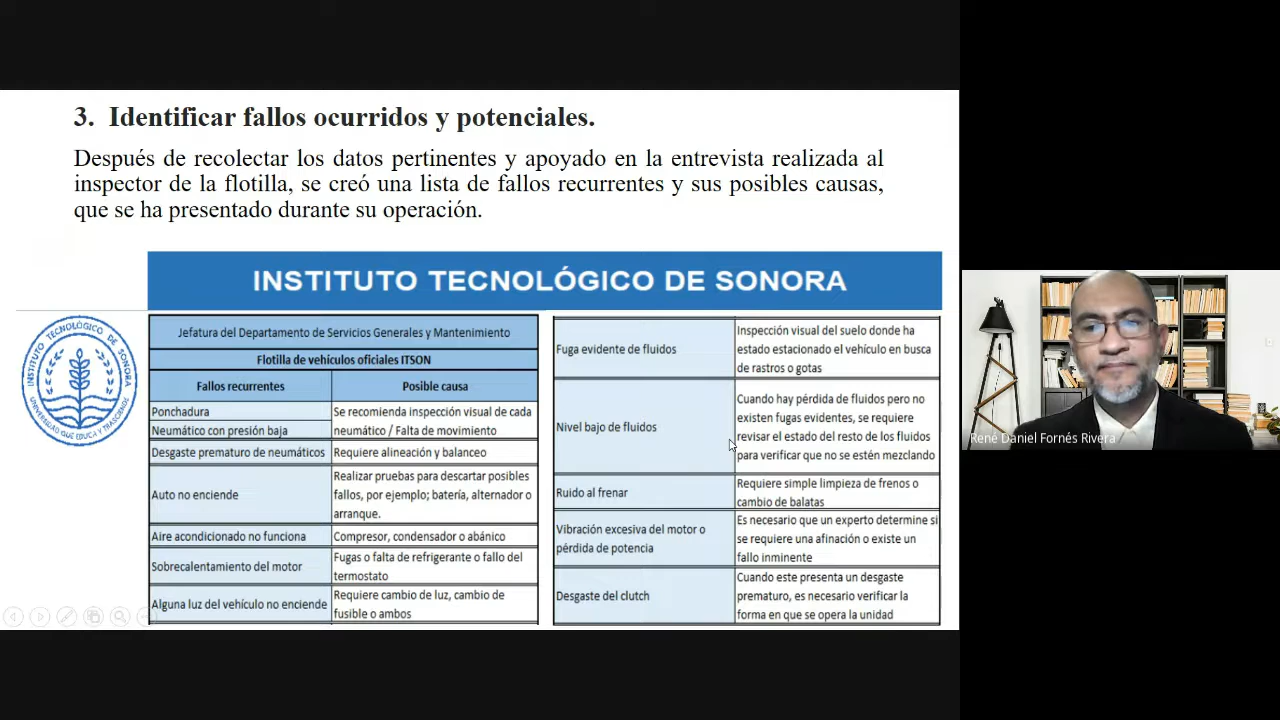 3. Identificar fallos ocurridos y potenciales.
Después de recolectar los datos pertinentes y apoyado en la entrevista realizada al
inspector de la flotilla, se creó una lista de fallos recurrentes y sus posibles causas,
que se ha presentado durante su operación.
INSTITUTO TECNOLÓGICO DE SONORA
INSTITUTO TECNOLÓGICO DE SONORA
UNIVERSIDAD QUE EDUCA Y TRASCIENDE
Jefatura del Departamento de Servicios Generales y Mantenimiento
Flotilla de vehículos oficiales ITSON
Fallos recurrentes
Posible causa
Ponchadura
Neumático con presión baja
Se recomienda inspección visual de cada
neumático / Falta de movimiento
Desgaste prematuro de neumáticos
Requiere alineación y balanceo
Auto no enciende
Realizar pruebas para descartar posibles
fallos, por ejemplo; batería, alternador o
arranque.
Aire acondicionado no funciona
Compresor, condensador o abánico
Sobrecalentamiento del motor
Fugas o falta de refrigerante o fallo del
termostato
Alguna luz del vehículo no enciende
Requiere cambio de luz, cambio de
fusible o ambos
Fuga evidente de fluidos
Inspección visual del suelo donde ha
estado estacionado el vehículo en busca
de rastros o gotas
Nivel bajo de fluidos
Cuando hay pérdida de fluidos pero no
existen fugas evidentes, se requiere
revisar el estado del resto de los fluidos
para verificar que no se estén mezclando
Ruido al frenar
Requiere simple limpieza de frenos o
cambio de balatas
Vibración excesiva del motor o
pérdida de potencia
Es necesario que un experto determine si
se requiere una afinación o existe un
fallo inminente
Desgaste del clutch
Cuando este presenta un desgaste
prematuro, es necesario verificar la
forma en que se opera la unidad
René Daniel Fornés Rivera